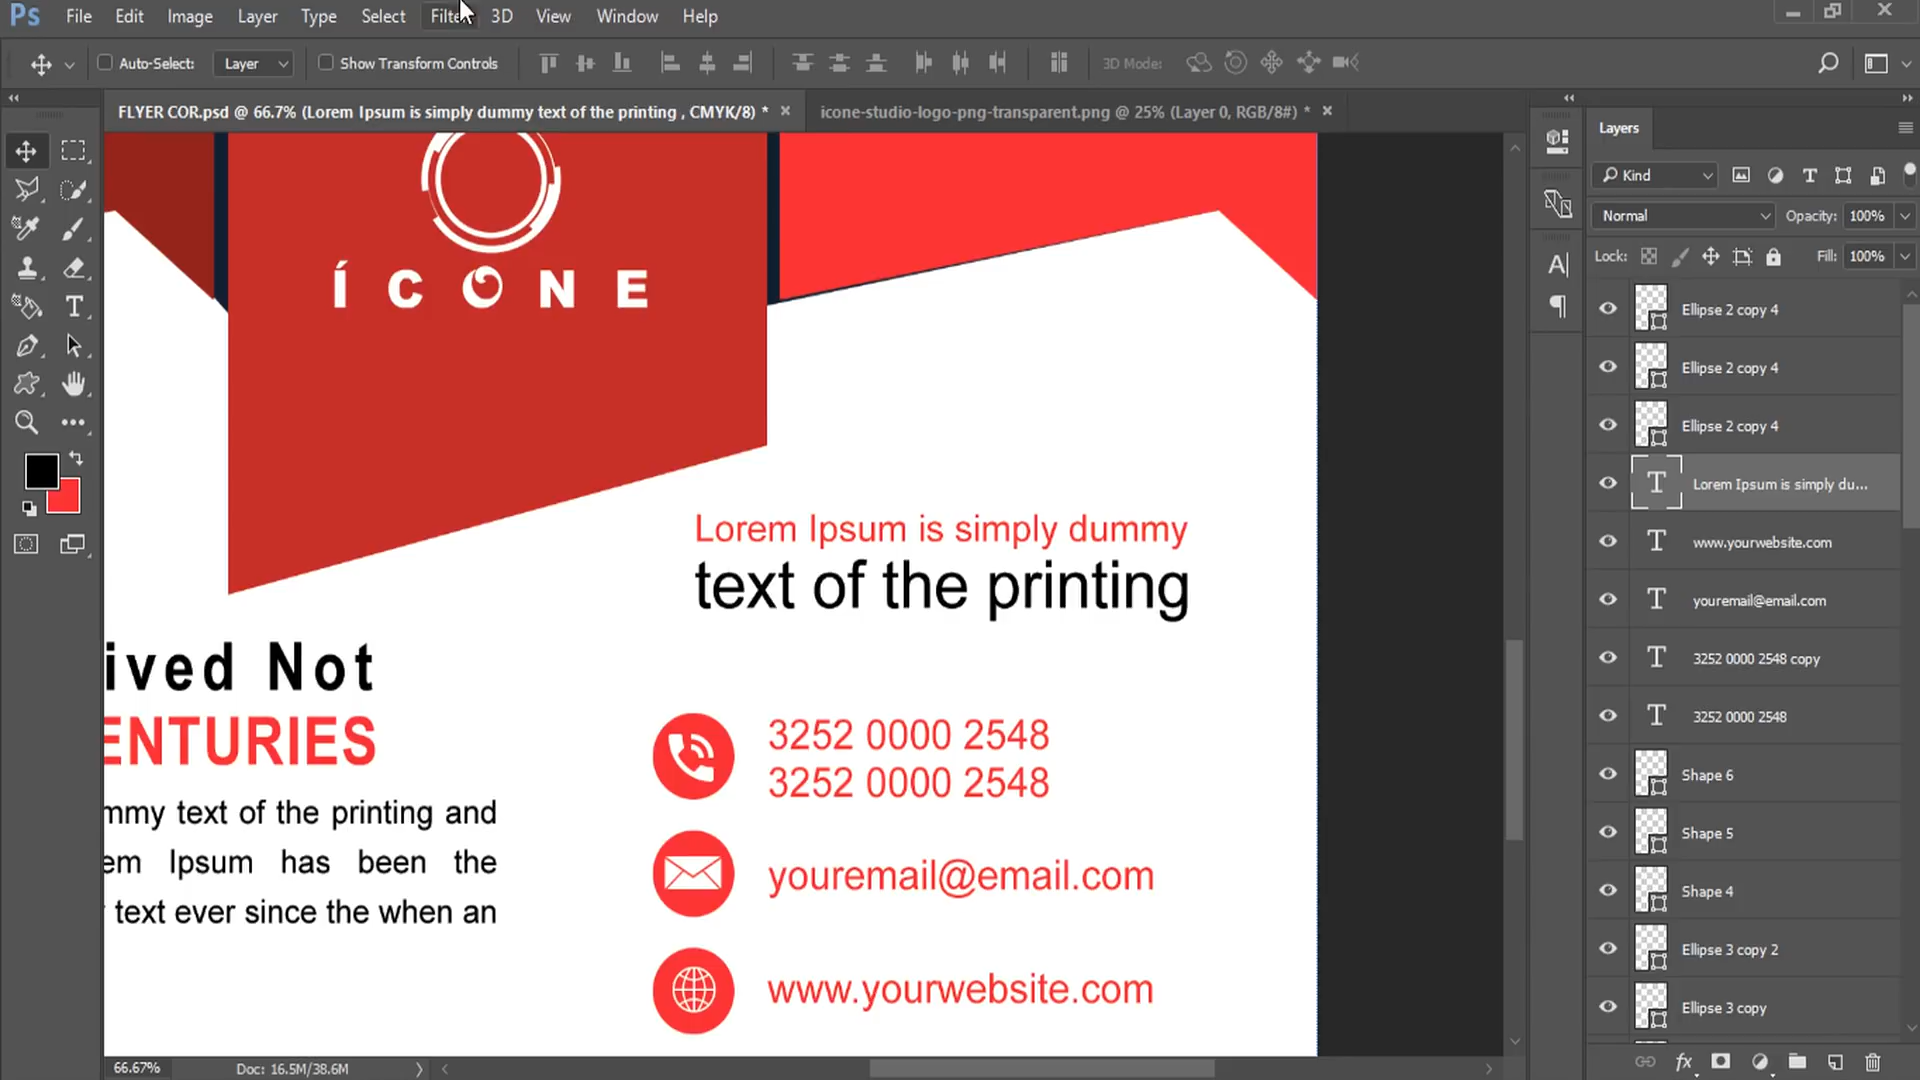 Ps File Edit Image Layer Type Select Filter 3D View Window Help
Auto-Select: Layer Show Transform Controls 3D Mode:
FLYER COR.psd @ 66.7% (Lorem Ipsum is simply dummy text of the printing , CMYK/8) * × icone-studio-logo-png-transparent.png @ 25% (Layer 0, RGB/8#) * ×
Layers
Kind
Normal Opacity: 100%
Lock: Fill: 100%
Ellipse 2 copy 4
Ellipse 2 copy 4
Ellipse 2 copy 4
Lorem Ipsum is simply du...
www.yourwebsite.com
youremail@email.com
3252 0000 2548 copy
3252 0000 2548
Shape 6
Shape 5
Shape 4
Ellipse 3 copy 2
Ellipse 3 copy
ÍCONE
Lorem Ipsum is simply dummy
text of the printing
ived Not
ENTURIES
mmy text of the printing and
em Ipsum has been the
text ever since the when an
3252 0000 2548
3252 0000 2548
youremail@email.com
www.yourwebsite.com
66.67% Doc: 16.5M/38.6M